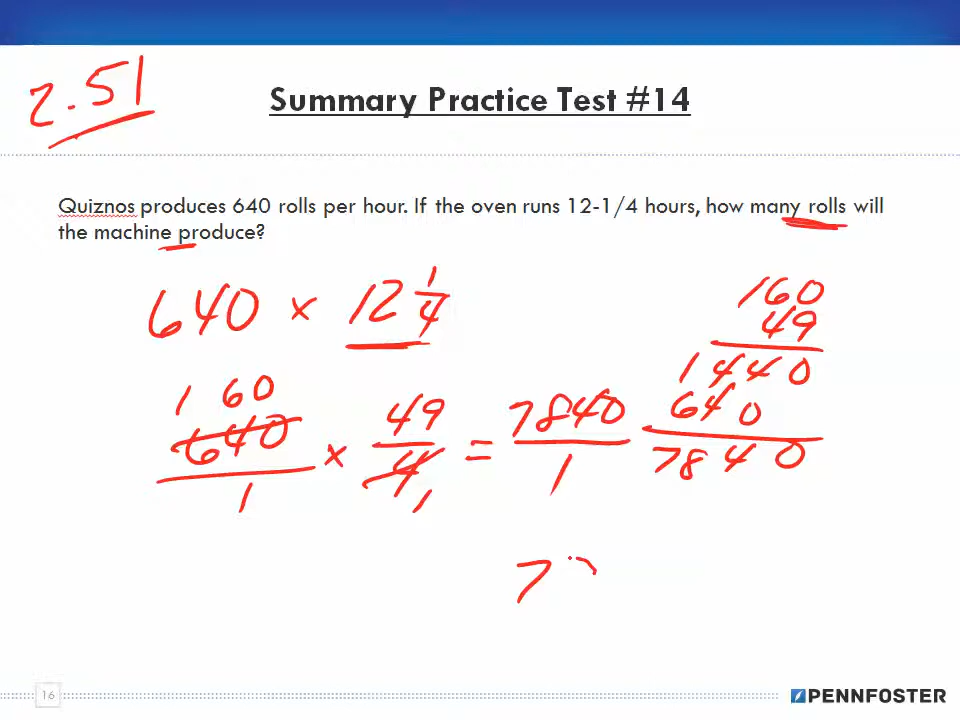 2.51
Summary Practice Test #14
Quiznos produces 640 rolls per hour. If the oven runs 12-1/4 hours, how many rolls will
the machine produce?
640 × 12 1/4
160
49
1440
640
7840
160
640/1 × 49/4 = 7840/1
1
7
16
PENNFOSTER